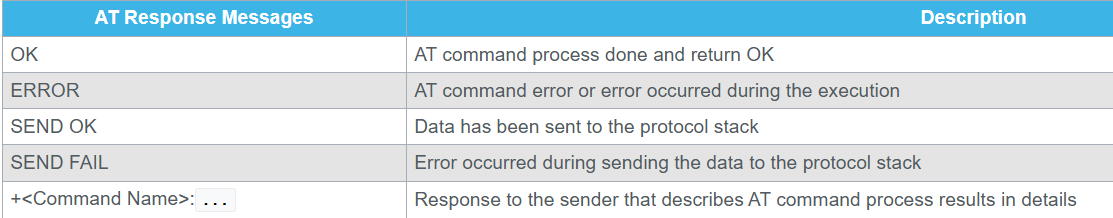 AT Response Messages Description
OK AT command process done and return OK
ERROR AT command error or error occurred during the execution
SEND OK Data has been sent to the protocol stack
SEND FAIL Error occurred during sending the data to the protocol stack
+<Command Name>:... Response to the sender that describes AT command process results in details